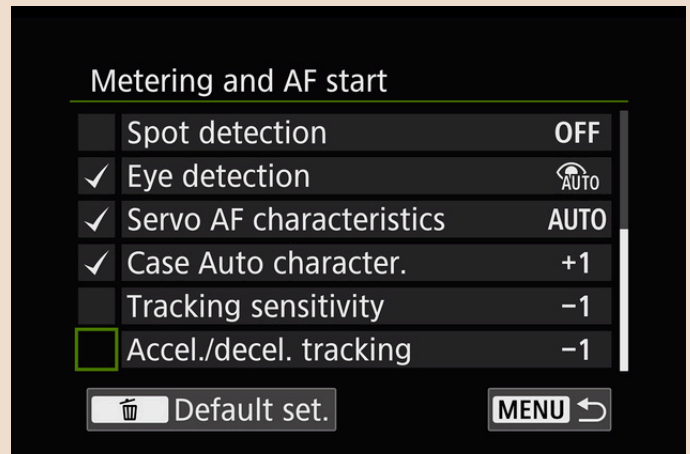 Metering and AF start
Spot detection OFF
Eye detection AUTO
Servo AF characteristics AUTO
Case Auto character. +1
Tracking sensitivity −1
Accel./decel. tracking −1
Default set. MENU